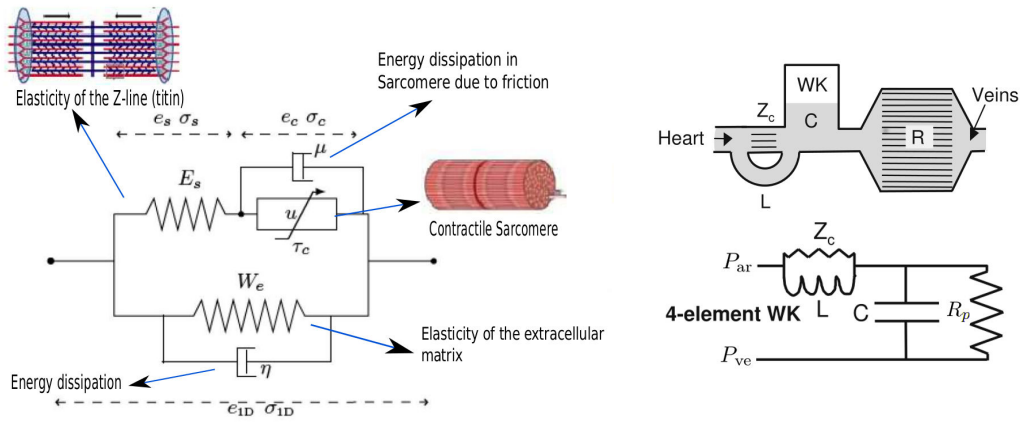 Elasticity of the Z-line (titin)
Energy dissipation in
Sarcomere due to friction
e_s σ_s
e_c σ_c
μ
E_s
u
τ_c
Contractile Sarcomere
W_e
η
Elasticity of the extracellular
matrix
Energy dissipation
e_1D σ_1D
WK
Z_c
C
Veins
Heart
R
L
Z_c
P_ar
L
C
R_p
4-element WK
P_ve